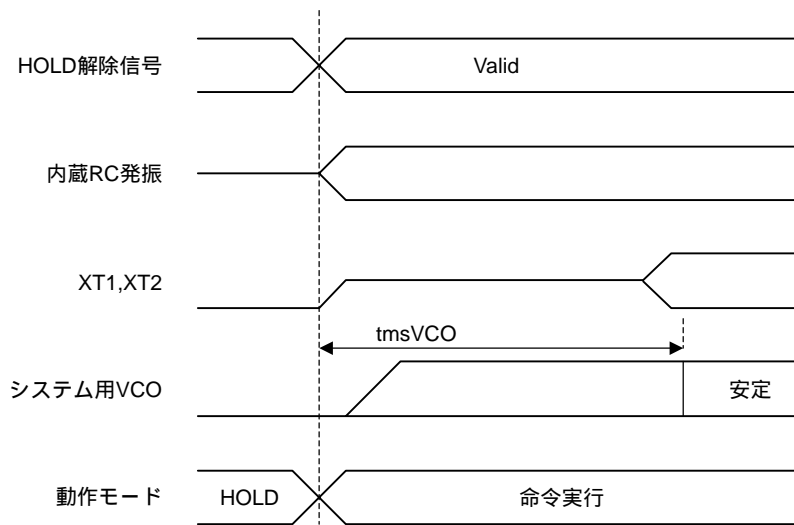 HOLD解除信号 Valid
内蔵RC発振
XT1,XT2
tmsVCO
システム用VCO 安定
動作モード HOLD 命令実行